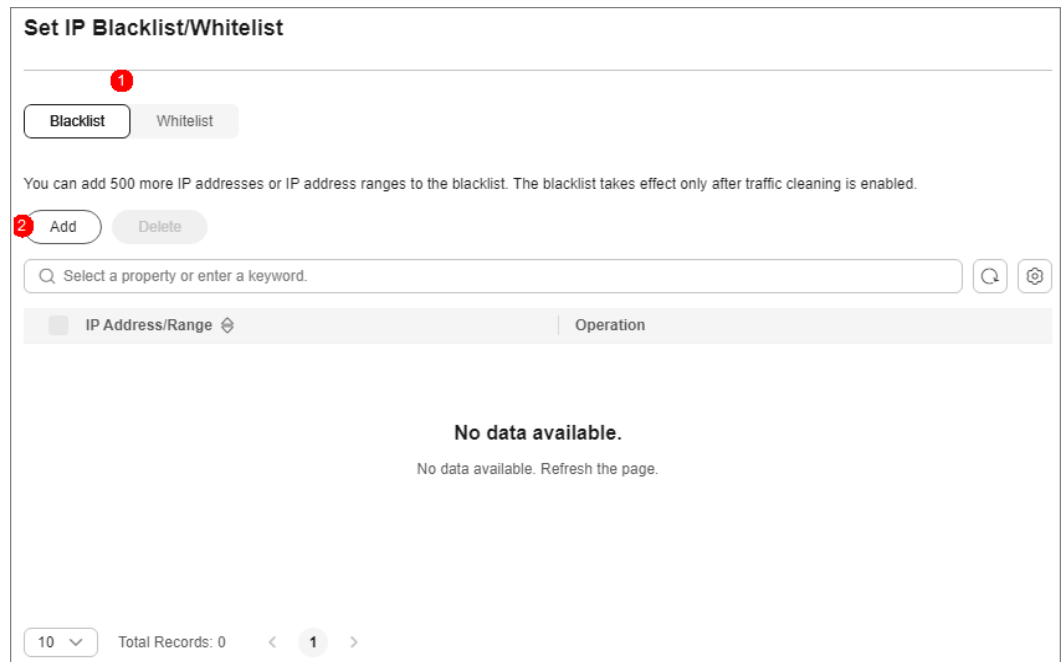 Set IP Blacklist/Whitelist
1
Blacklist Whitelist
You can add 500 more IP addresses or IP address ranges to the blacklist. The blacklist takes effect only after traffic cleaning is enabled.
2 Add Delete
Select a property or enter a keyword.
IP Address/Range Operation
No data available.
No data available. Refresh the page.
10 Total Records: 0 < 1 >